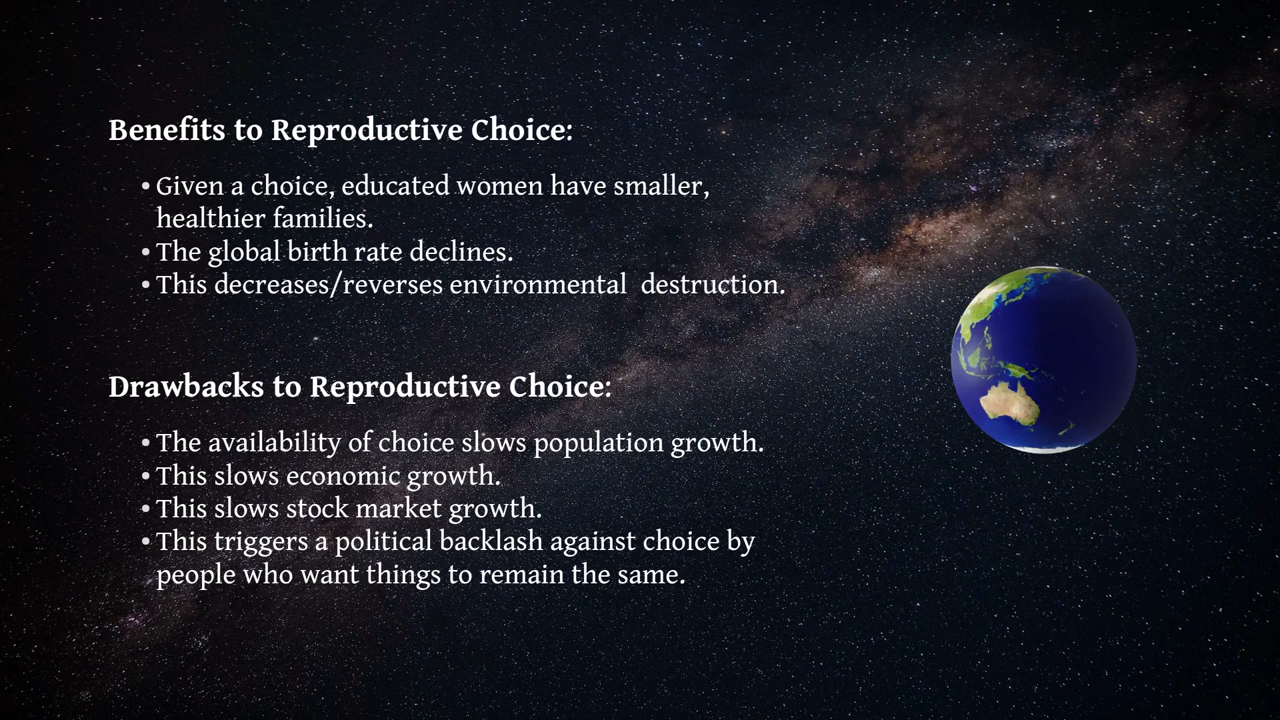 Benefits to Reproductive Choice:
• Given a choice, educated women have smaller,
healthier families.
• The global birth rate declines.
• This decreases/reverses environmental  destruction.
Drawbacks to Reproductive Choice:
• The availability of choice slows population growth.
• This slows economic growth.
• This slows stock market growth.
• This triggers a political backlash against choice by
people who want things to remain the same.